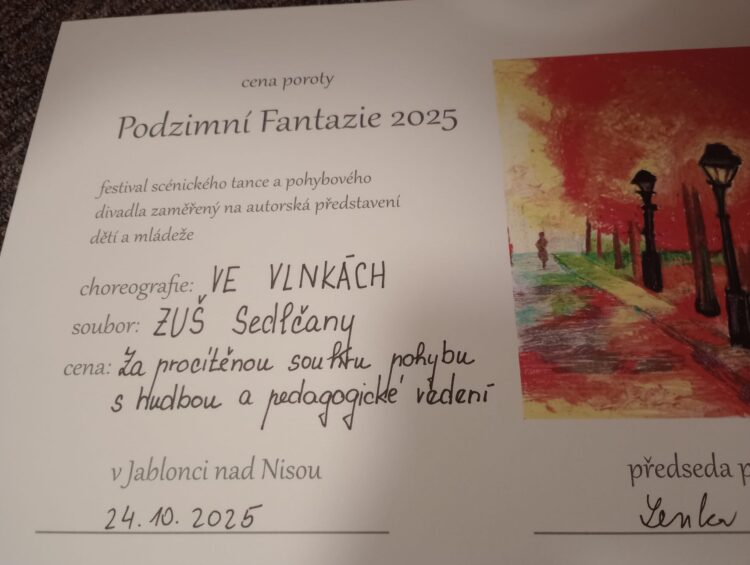 cena poroty
Podzimní Fantazie 2025
festival scénického tance a pohybového
divadla zaměřený na autorská představení
dětí a mládeže
choreografie: VE VLNKÁCH
soubor: ZUŠ Sedlčany
cena: Za procítěnou souhru pohybu
s hudbou a pedagogické vedení
v Jablonci nad Nisou
24.10.2025
předseda p
Lenka